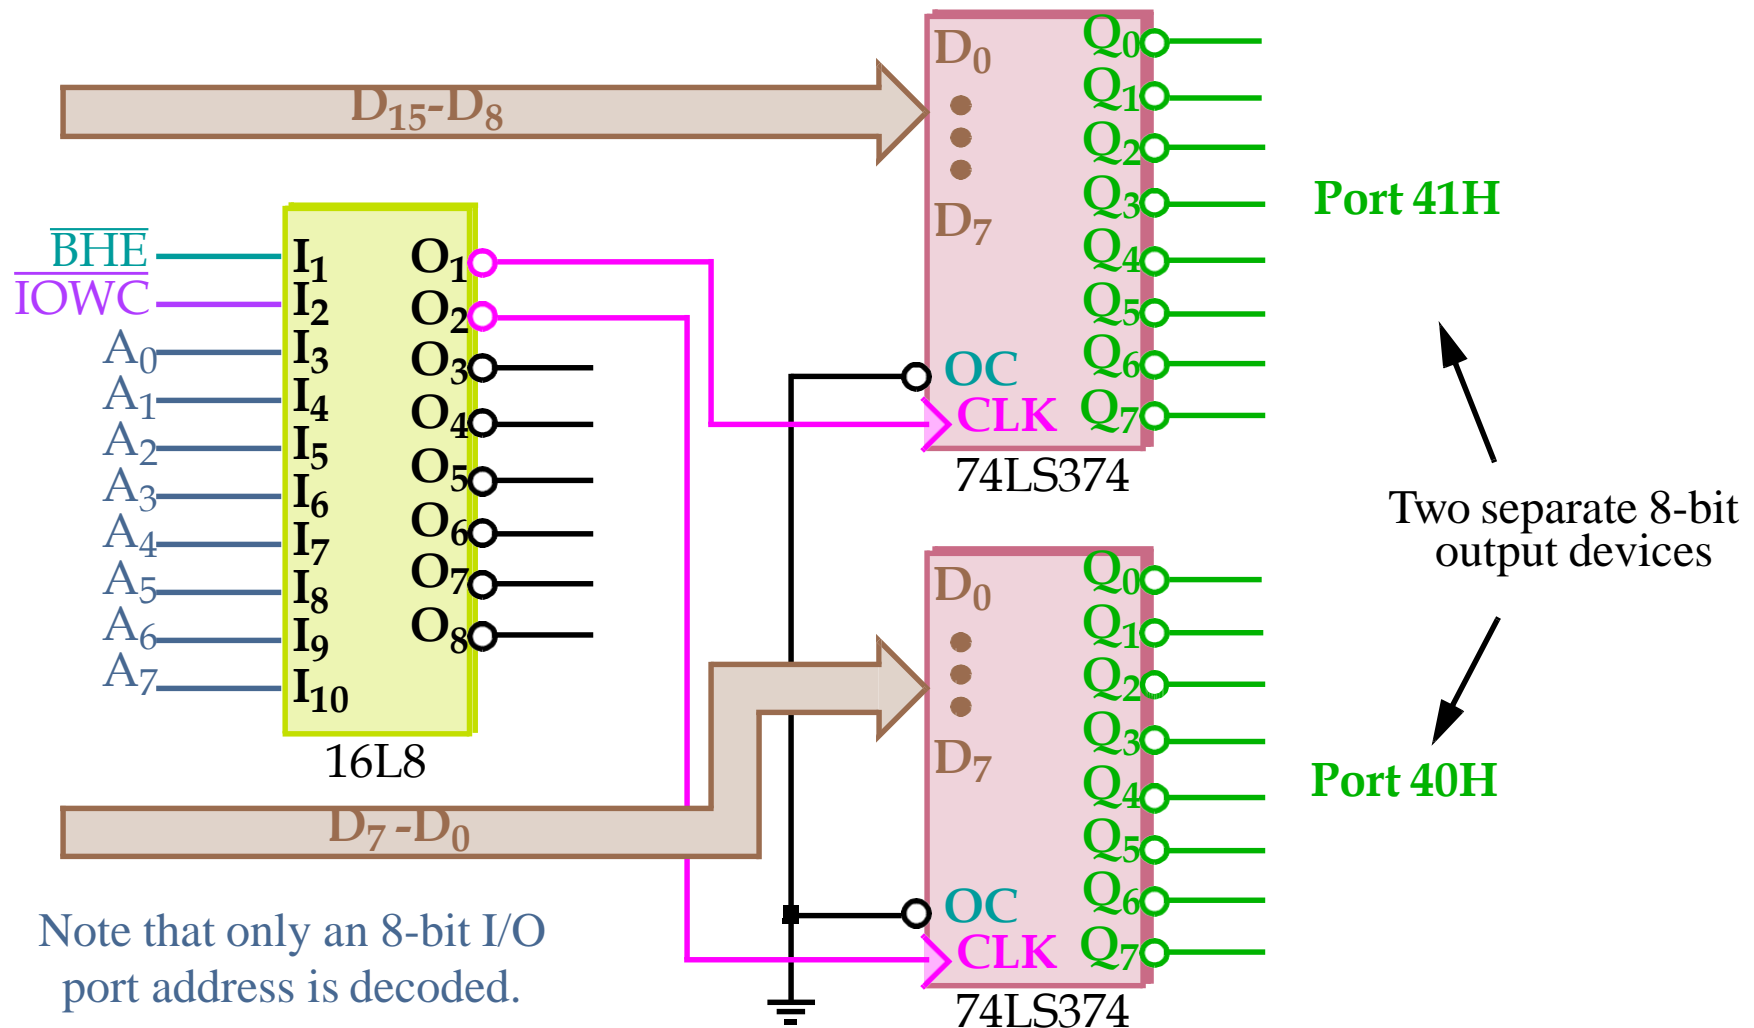 D15-D8
D0
D7
Q0
Q1
Q2
Q3
Q4
Q5
Q6
Q7
OC
CLK
74LS374
Port 41H
B̅H̅E̅
I̅O̅W̅C̅
A0
A1
A2
A3
A4
A5
A6
A7
I1
I2
I3
I4
I5
I6
I7
I8
I9
I10
O1
O2
O3
O4
O5
O6
O7
O8
16L8
Two separate 8-bit
output devices
D7 -D0
D0
D7
Q0
Q1
Q2
Q3
Q4
Q5
Q6
Q7
OC
CLK
74LS374
Port 40H
Note that only an 8-bit I/O
port address is decoded.